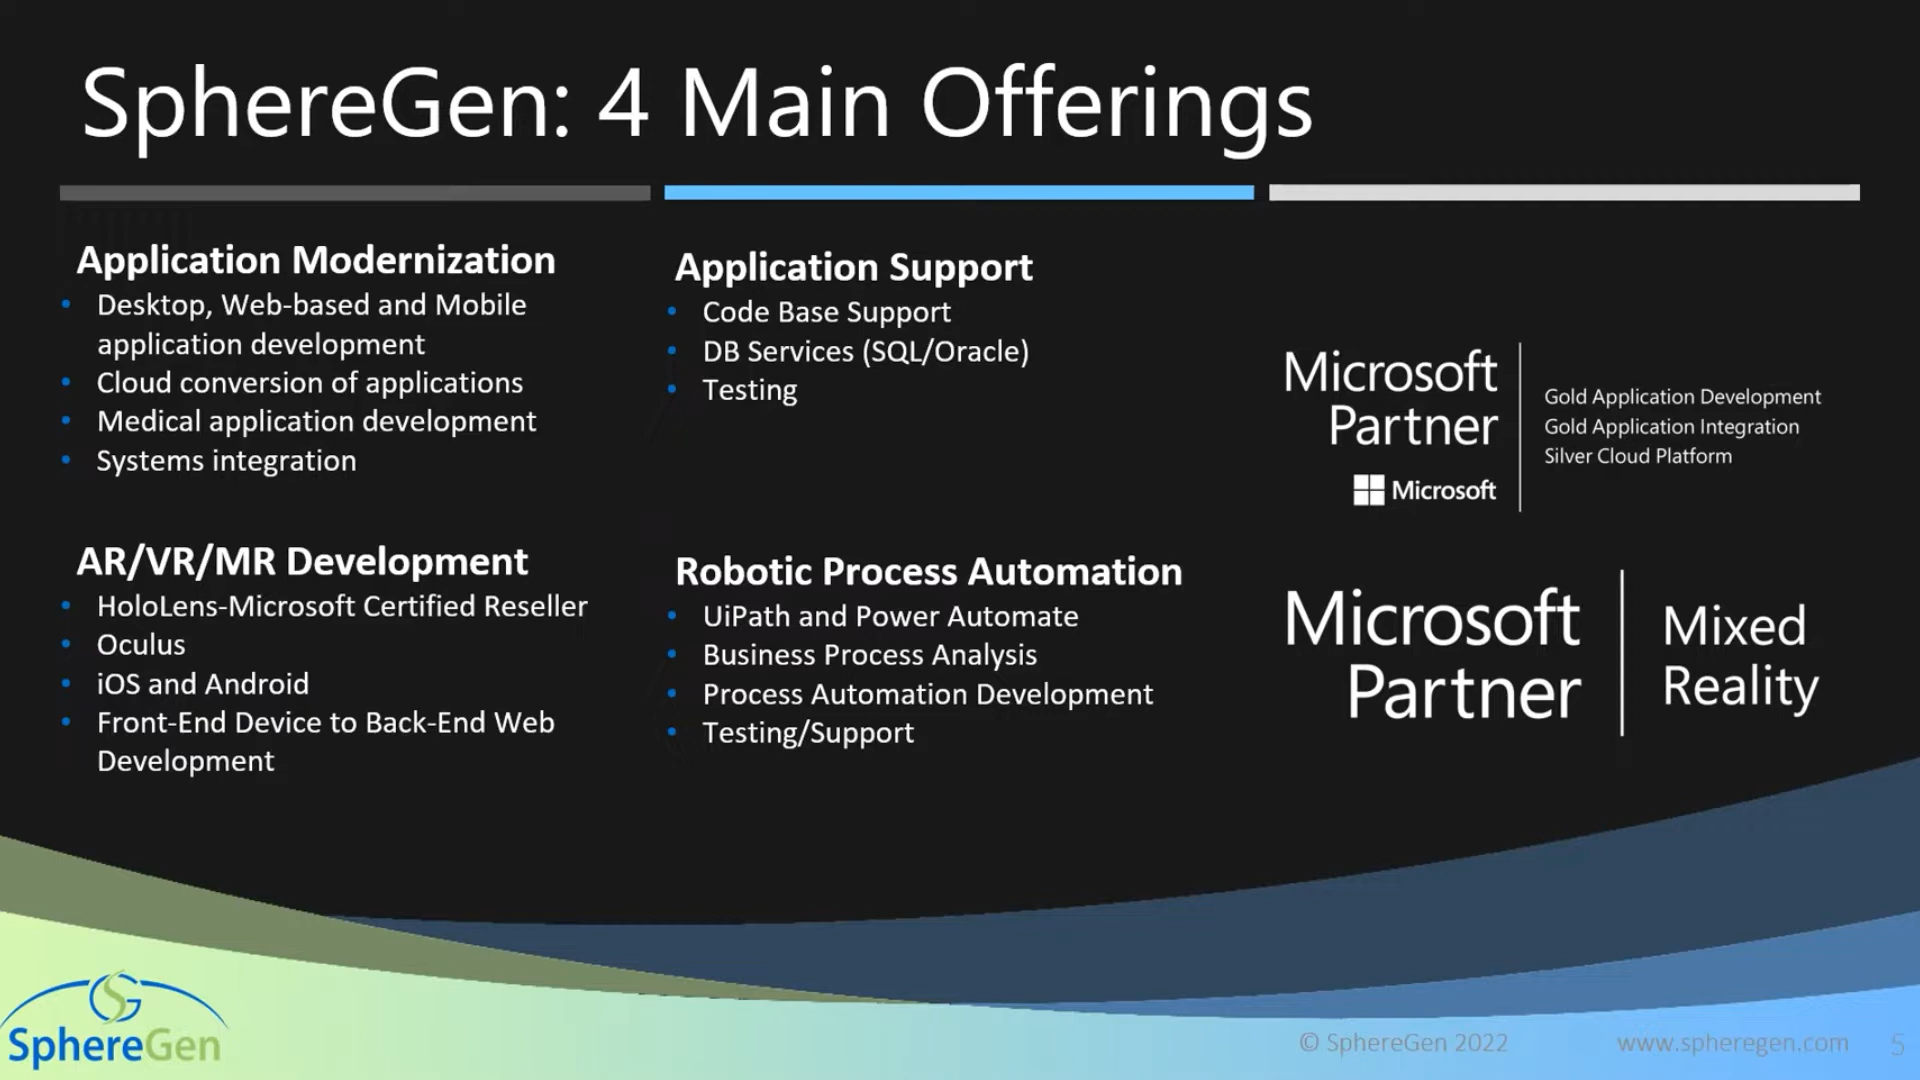 SphereGen: 4 Main Offerings
Application Modernization
• Desktop, Web-based and Mobile
application development
• Cloud conversion of applications
• Medical application development
• Systems integration
AR/VR/MR Development
• HoloLens-Microsoft Certified Reseller
• Oculus
• iOS and Android
• Front-End Device to Back-End Web
Development
Application Support
• Code Base Support
• DB Services (SQL/Oracle)
• Testing
Robotic Process Automation
• UiPath and Power Automate
• Business Process Analysis
• Process Automation Development
• Testing/Support
Microsoft
Partner
Microsoft
Gold Application Development
Gold Application Integration
Silver Cloud Platform
Microsoft
Partner
Mixed
Reality
SG
SphereGen
© SphereGen 2022
www.spheregen.com
5